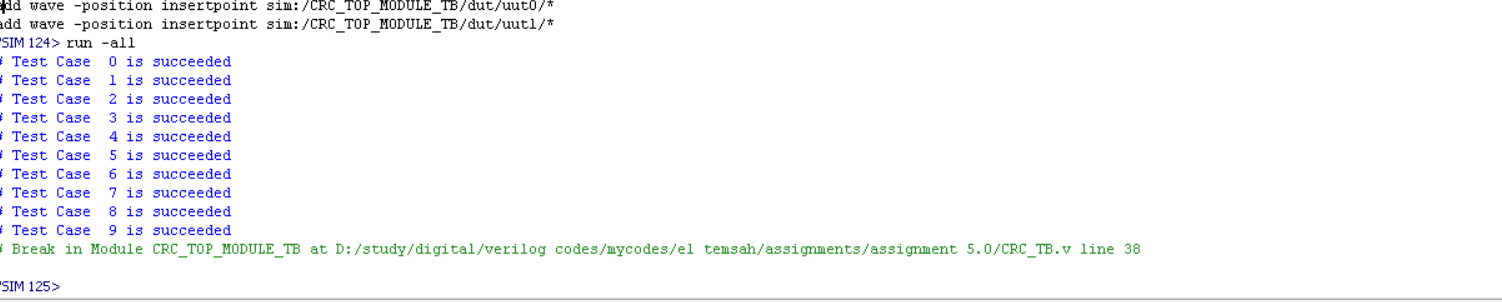 add wave -position insertpoint sim:/CRC_TOP_MODULE_TB/dut/uut0/*
add wave -position insertpoint sim:/CRC_TOP_MODULE_TB/dut/uut1/*
VSIM 124> run -all
# Test Case  0 is succeeded
# Test Case  1 is succeeded
# Test Case  2 is succeeded
# Test Case  3 is succeeded
# Test Case  4 is succeeded
# Test Case  5 is succeeded
# Test Case  6 is succeeded
# Test Case  7 is succeeded
# Test Case  8 is succeeded
# Test Case  9 is succeeded
# Break in Module CRC_TOP_MODULE_TB at D:/study/digital/verilog codes/mycodes/el temsah/assignments/assignment 5.0/CRC_TB.v line 38
VSIM 125>